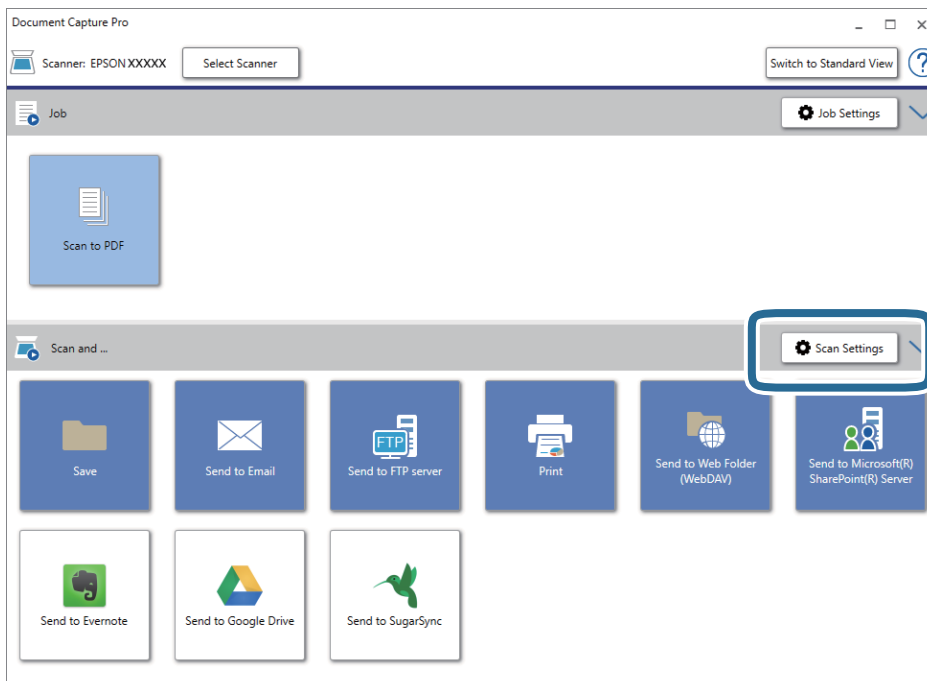 Document Capture Pro
Scanner: EPSON XXXXX
Select Scanner
Switch to Standard View
?
Job
Job Settings
Scan to PDF
Scan and ...
Scan Settings
Save
Send to Email
FTP
Send to FTP server
Print
Send to Web Folder
(WebDAV)
Send to Microsoft(R)
SharePoint(R) Server
Send to Evernote
Send to Google Drive
Send to SugarSync